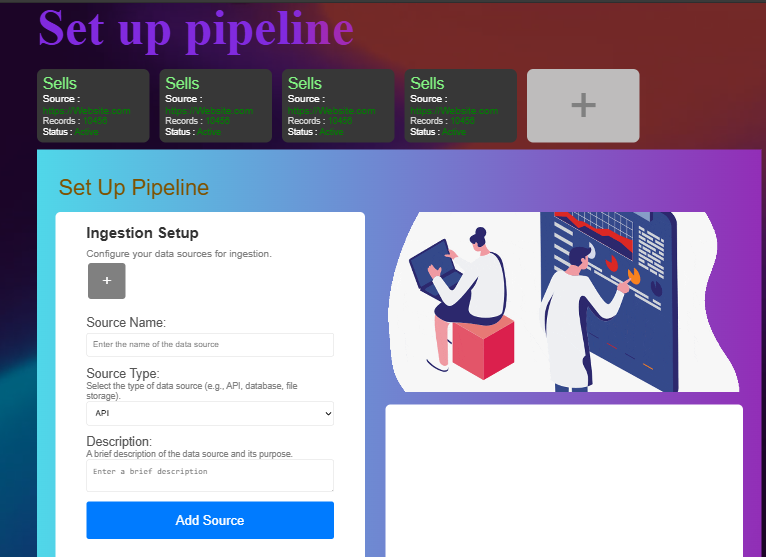 Set up pipeline
Sells
Source :
https://Website.com
Records : 10456
Status : Active
Sells
Source :
https://Website.com
Records : 10456
Status : Active
Sells
Source :
https://Website.com
Records : 10456
Status : Active
Sells
Source :
https://Website.com
Records : 10456
Status : Active
+
Set Up Pipeline
Ingestion Setup
Configure your data sources for ingestion.
+
Source Name:
Enter the name of the data source
Source Type:
Select the type of data source (e.g., API, database, file
storage).
API
Description:
A brief description of the data source and its purpose.
Enter a brief description
Add Source